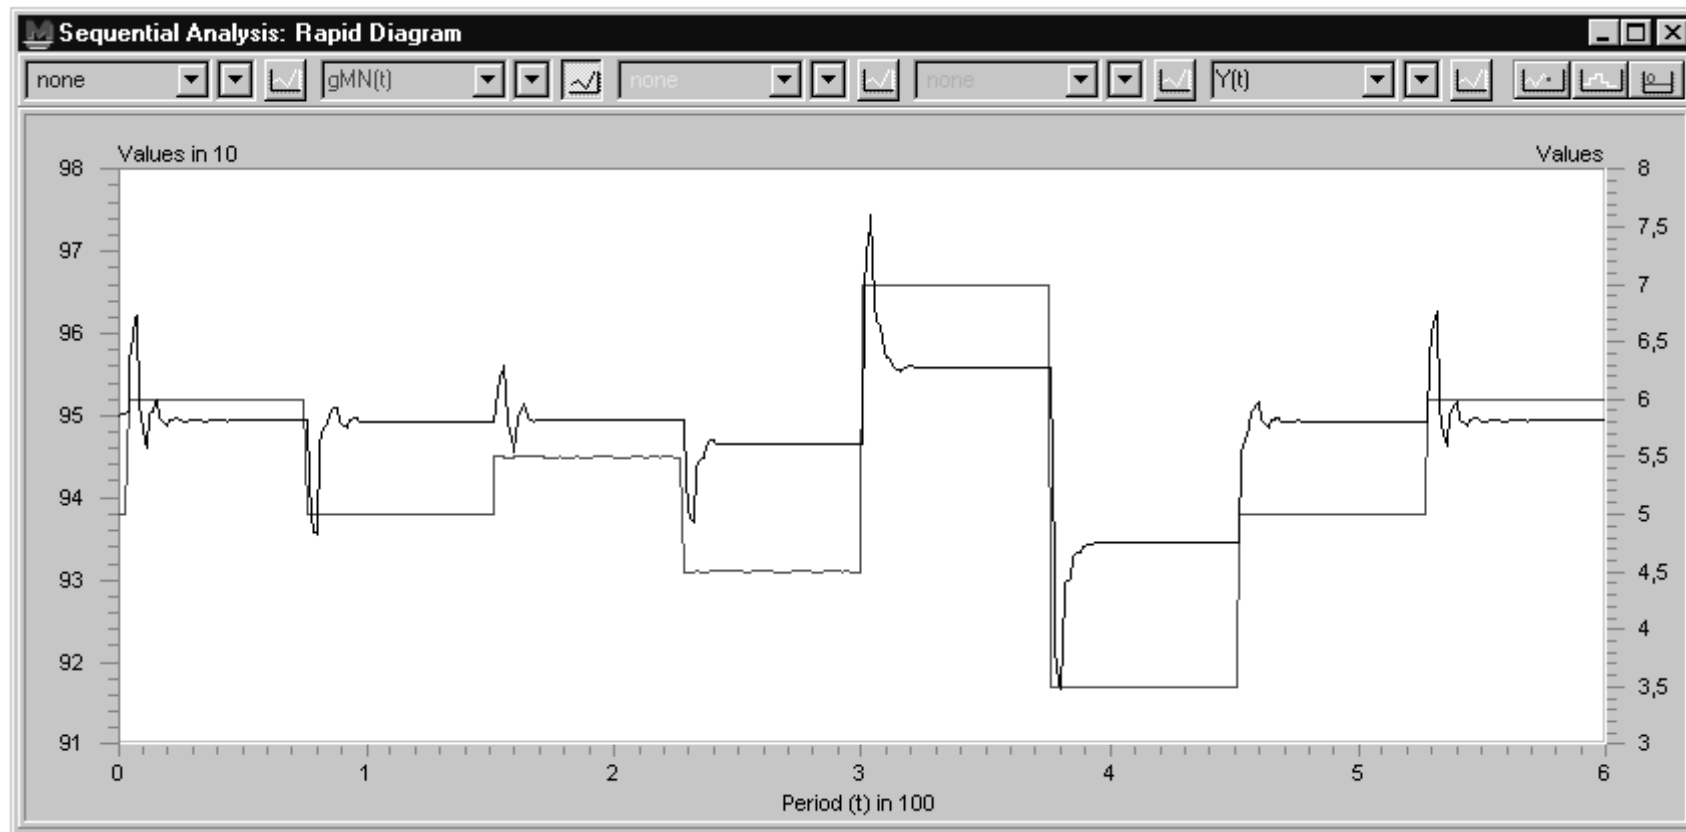 Sequential Analysis: Rapid Diagram
none gMN(t) none none Y(t)
Values in 10 Values
98 8
97 7,5
7
96 6,5
95 6
5,5
94 5
93 4,5
4
92 3,5
91 3
0 1 2 3 4 5 6
Period (t) in 100